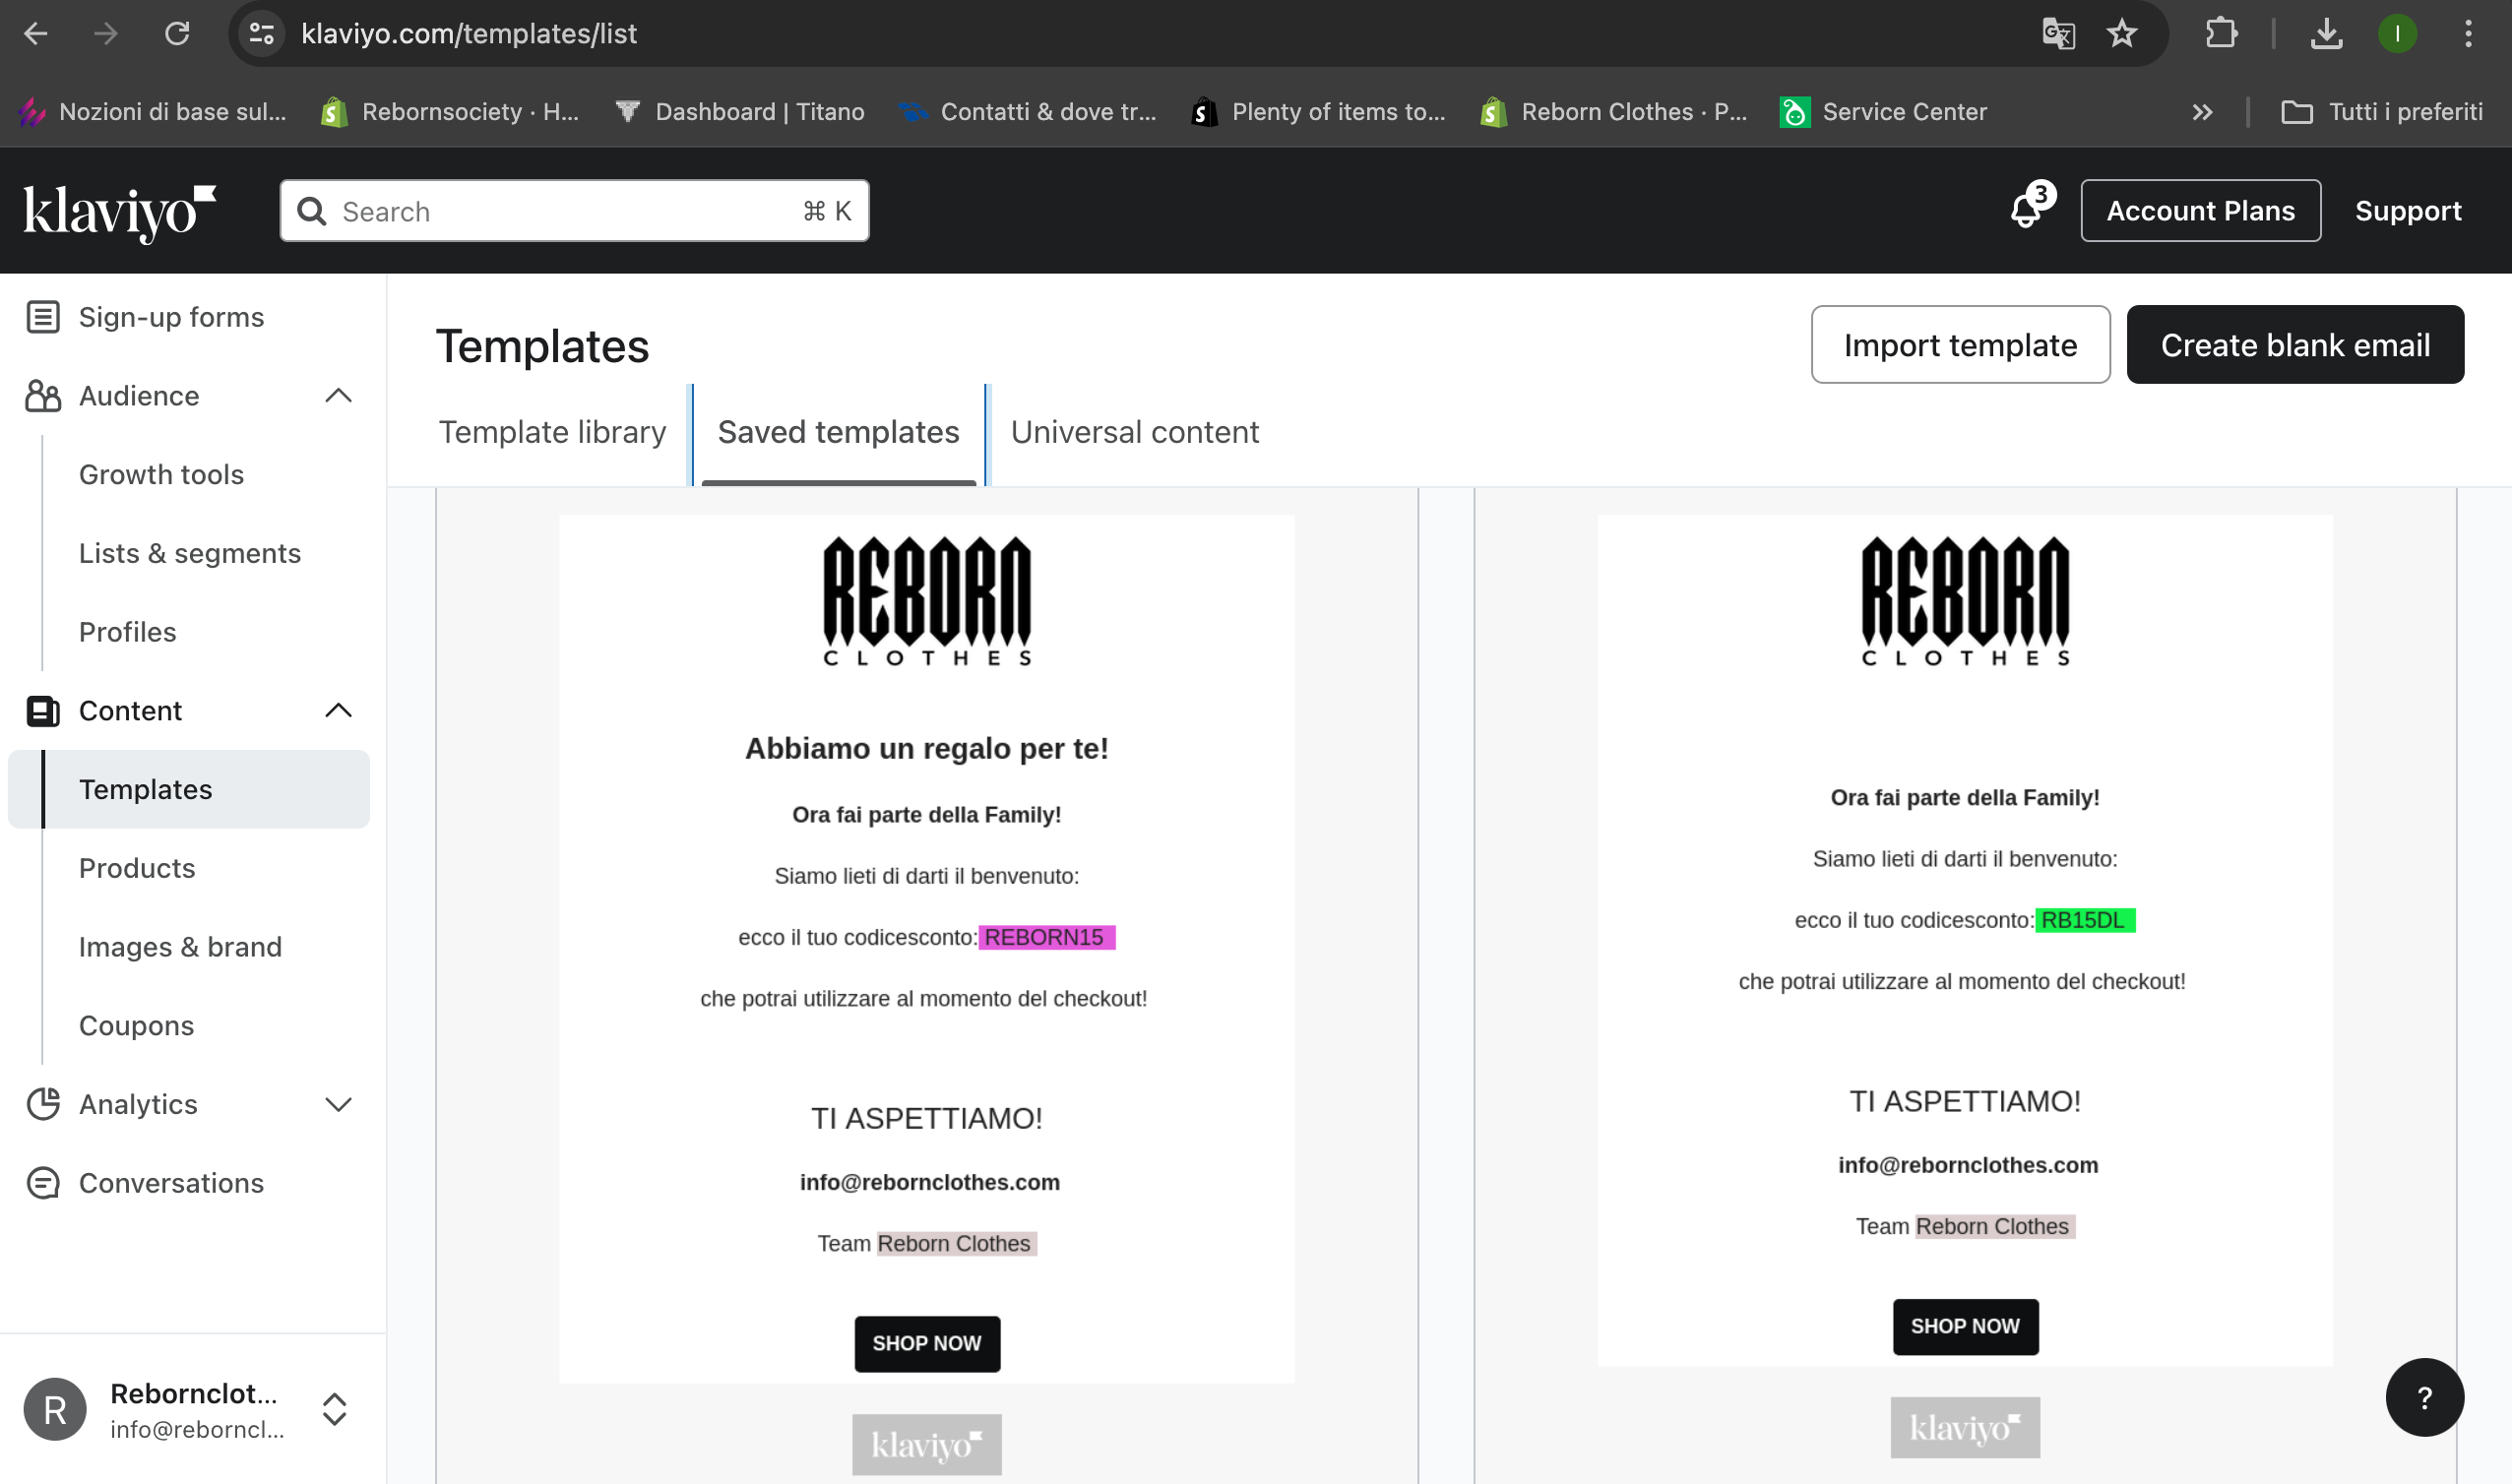 klaviyo.com/templates/list
Nozioni di base sul...
Rebornsociety · H...
Dashboard | Titano
Contatti & dove tr...
Plenty of items to...
Reborn Clothes · P...
Service Center
Tutti i preferiti
klaviyo
Search
⌘ K
3
Account Plans
Support
Sign-up forms
Audience
Growth tools
Lists & segments
Profiles
Content
Templates
Products
Images & brand
Coupons
Analytics
Conversations
R
Rebornclot...
info@reborncl...
Templates
Import template
Create blank email
Template library
Saved templates
Universal content
REBORN
CLOTHES
Abbiamo un regalo per te!
Ora fai parte della Family!
Siamo lieti di darti il benvenuto:
ecco il tuo codicesconto: REBORN15
che potrai utilizzare al momento del checkout!
TI ASPETTIAMO!
info@rebornclothes.com
Team Reborn Clothes
SHOP NOW
klaviyo
REBORN
CLOTHES
Ora fai parte della Family!
Siamo lieti di darti il benvenuto:
ecco il tuo codicesconto: RB15DL
che potrai utilizzare al momento del checkout!
TI ASPETTIAMO!
info@rebornclothes.com
Team Reborn Clothes
SHOP NOW
klaviyo
?